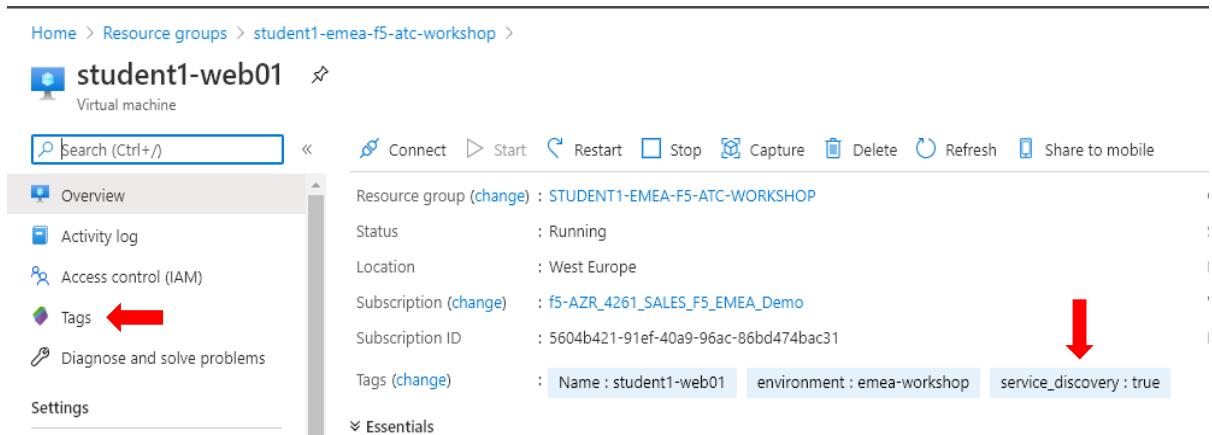 Home > Resource groups > student1-emea-f5-atc-workshop >
student1-web01
Virtual machine
Search (Ctrl+/)
«
Connect Start Restart Stop Capture Delete Refresh Share to mobile
Overview
Activity log
Access control (IAM)
Tags
Diagnose and solve problems
Settings
Resource group (change) : STUDENT1-EMEA-F5-ATC-WORKSHOP
Status : Running
Location : West Europe
Subscription (change) : f5-AZR_4261_SALES_F5_EMEA_Demo
Subscription ID : 5604b421-91ef-40a9-96ac-86bd474bac31
Tags (change) : Name : student1-web01 environment : emea-workshop service_discovery : true
Essentials